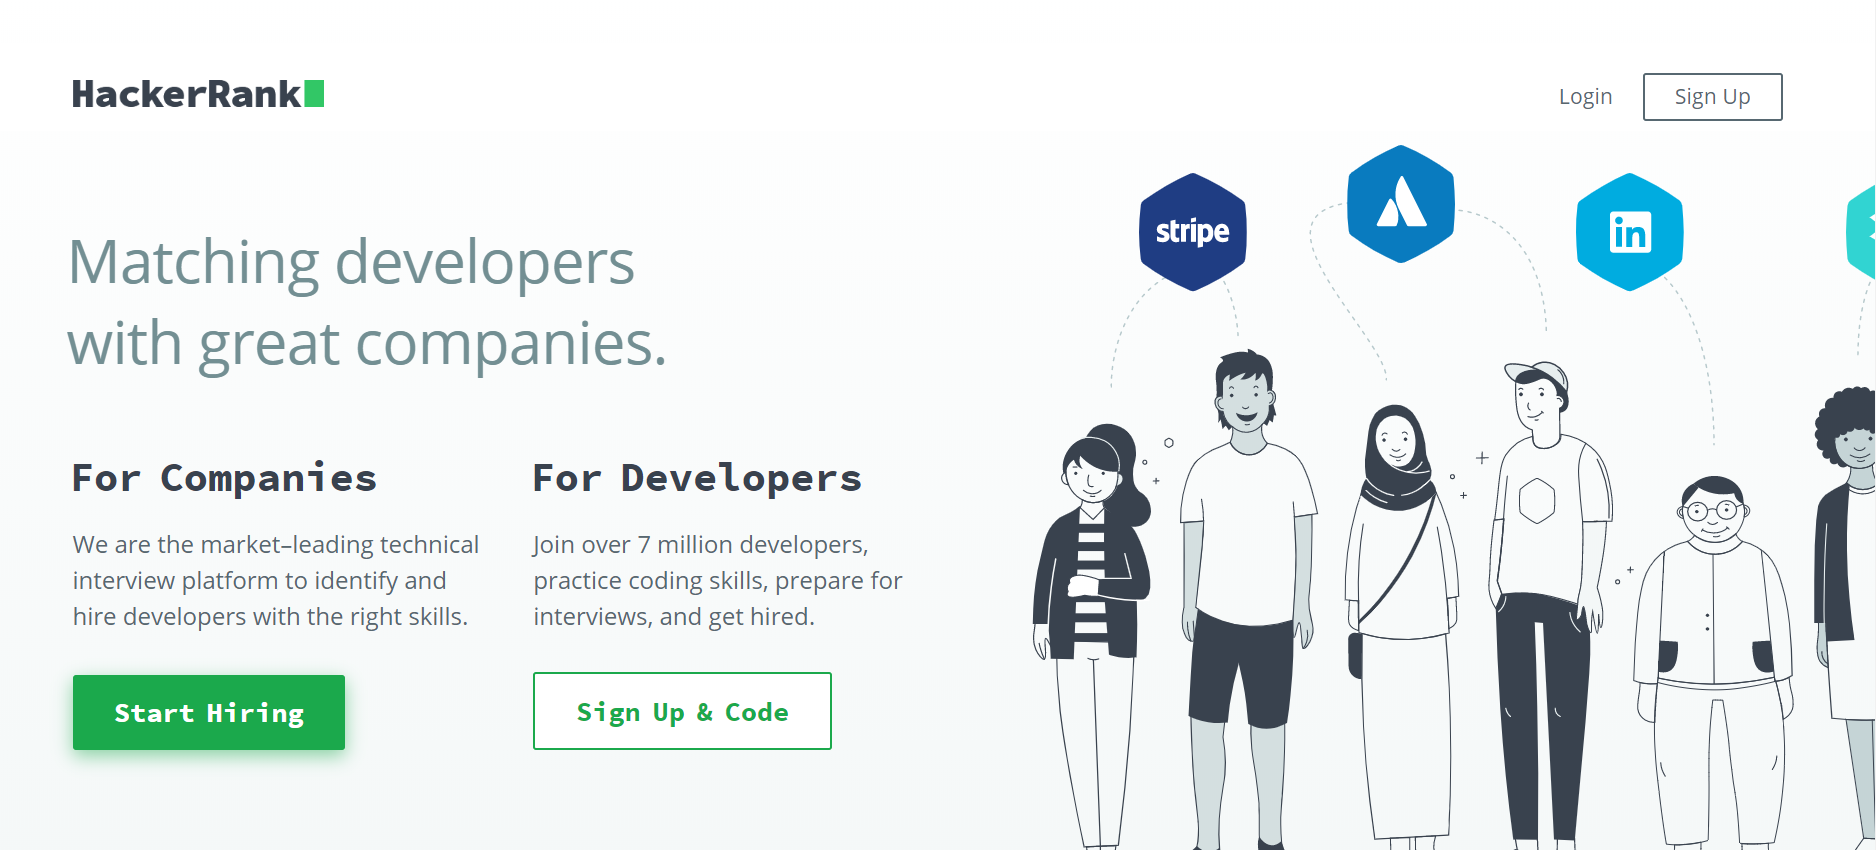 HackerRank
Login
Sign Up
stripe
in
Matching developers
with great companies.
For Companies
We are the market–leading technical
interview platform to identify and
hire developers with the right skills.
Start Hiring
For Developers
Join over 7 million developers,
practice coding skills, prepare for
interviews, and get hired.
Sign Up & Code